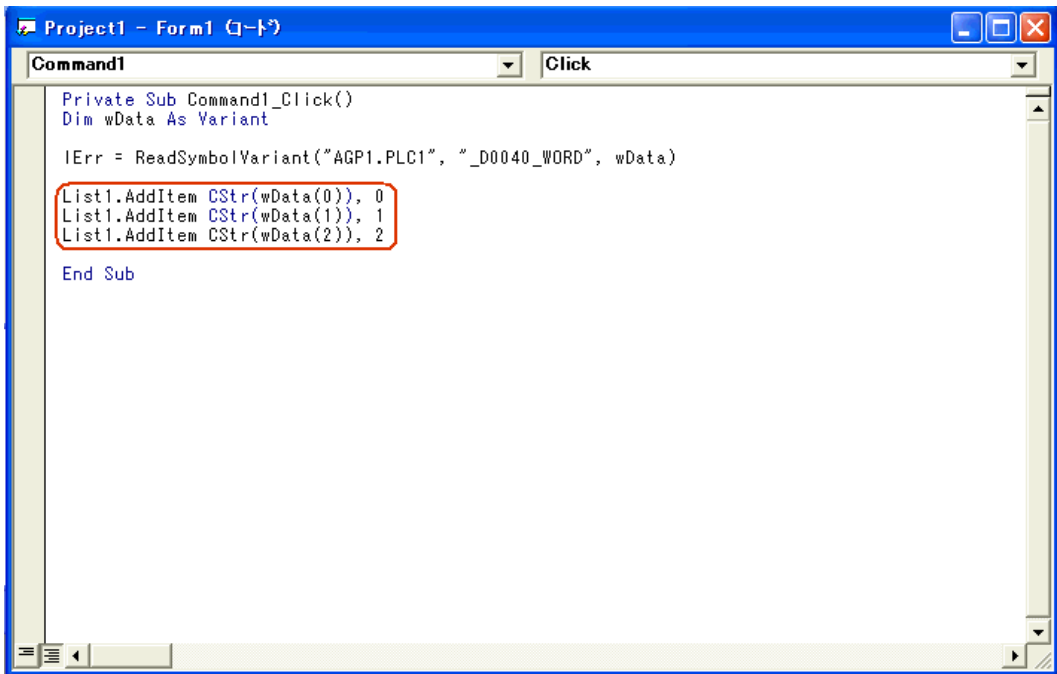 Project1 - Form1 (コード)
Command1
Click
Private Sub Command1_Click()
Dim wData As Variant
lErr = ReadSymbolVariant("AGP1.PLC1", "_D0040_WORD", wData)
List1.AddItem CStr(wData(0)), 0
List1.AddItem CStr(wData(1)), 1
List1.AddItem CStr(wData(2)), 2
End Sub